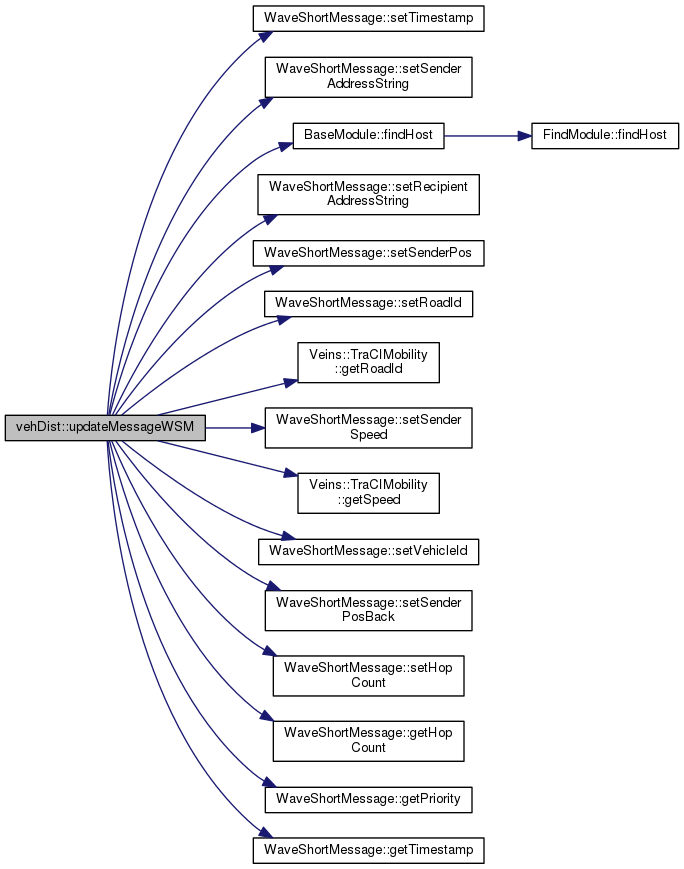 WaveShortMessage::setTimestamp
WaveShortMessage::setSender
AddressString
BaseModule::findHost
FindModule::findHost
WaveShortMessage::setRecipient
AddressString
WaveShortMessage::setSenderPos
WaveShortMessage::setRoadId
Veins::TraCIMobility
::getRoadId
vehDist::updateMessageWSM
WaveShortMessage::setSender
Speed
Veins::TraCIMobility
::getSpeed
WaveShortMessage::setVehicleId
WaveShortMessage::setSender
PosBack
WaveShortMessage::setHop
Count
WaveShortMessage::getHop
Count
WaveShortMessage::getPriority
WaveShortMessage::getTimestamp